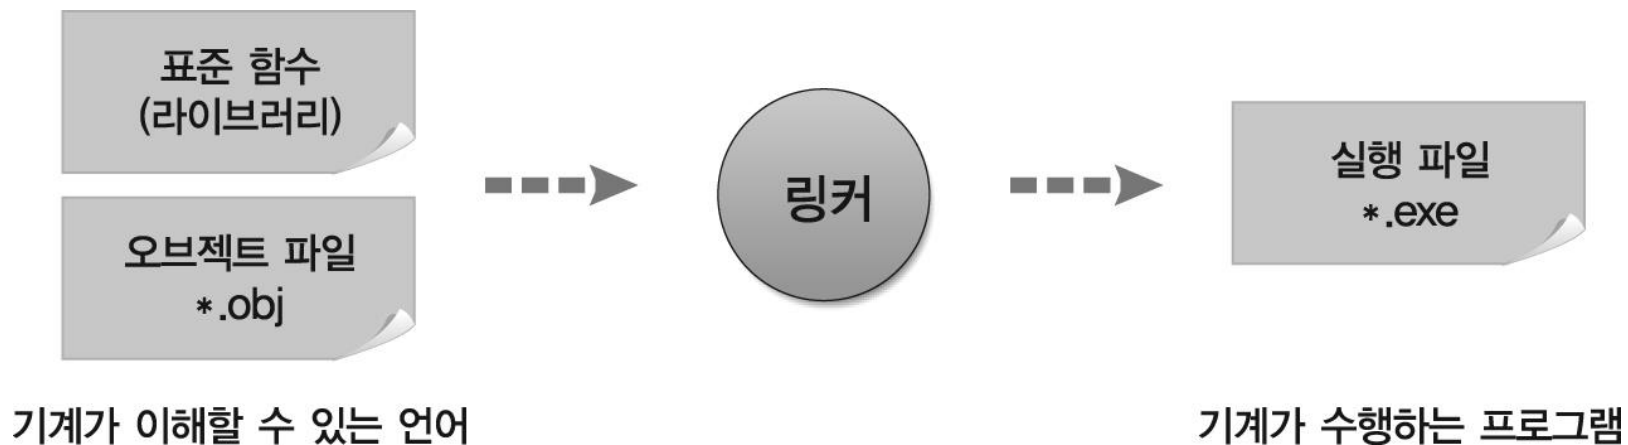 표준 함수
(라이브러리)
오브젝트 파일
*.obj
기계가 이해할 수 있는 언어
링커
실행 파일
*.exe
기계가 수행하는 프로그램